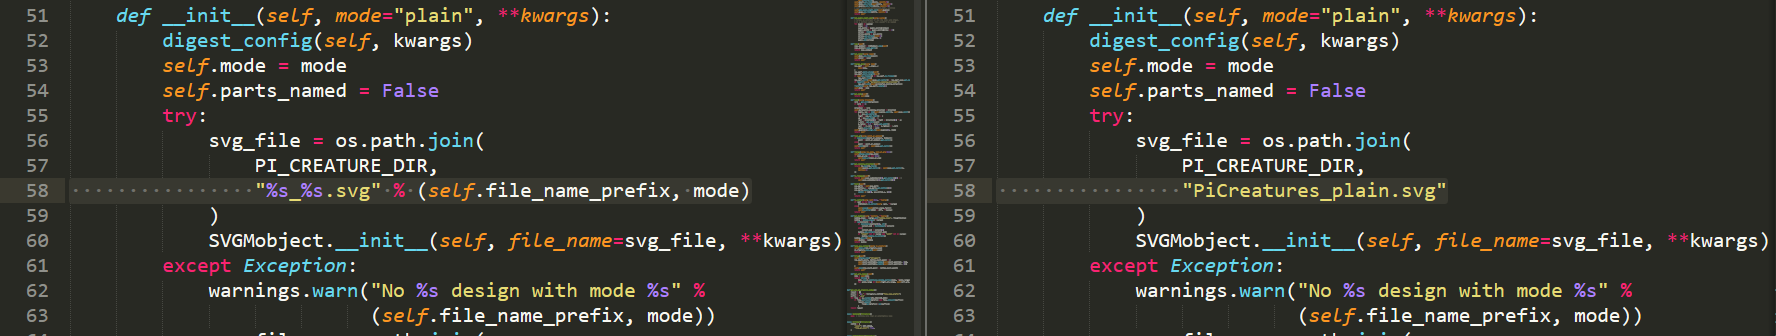 51 def __init__(self, mode="plain", **kwargs):
52 digest_config(self, kwargs)
53 self.mode = mode
54 self.parts_named = False
55 try:
56 svg_file = os.path.join(
57 PI_CREATURE_DIR,
58 "%s_%s.svg" % (self.file_name_prefix, mode)
59 )
60 SVGMobject.__init__(self, file_name=svg_file, **kwargs)
61 except Exception:
62 warnings.warn("No %s design with mode %s" %
63 (self.file_name_prefix, mode))
51 def __init__(self, mode="plain", **kwargs):
52 digest_config(self, kwargs)
53 self.mode = mode
54 self.parts_named = False
55 try:
56 svg_file = os.path.join(
57 PI_CREATURE_DIR,
58 "PiCreatures_plain.svg"
59 )
60 SVGMobject.__init__(self, file_name=svg_file, **kwargs)
61 except Exception:
62 warnings.warn("No %s design with mode %s" %
63 (self.file_name_prefix, mode))